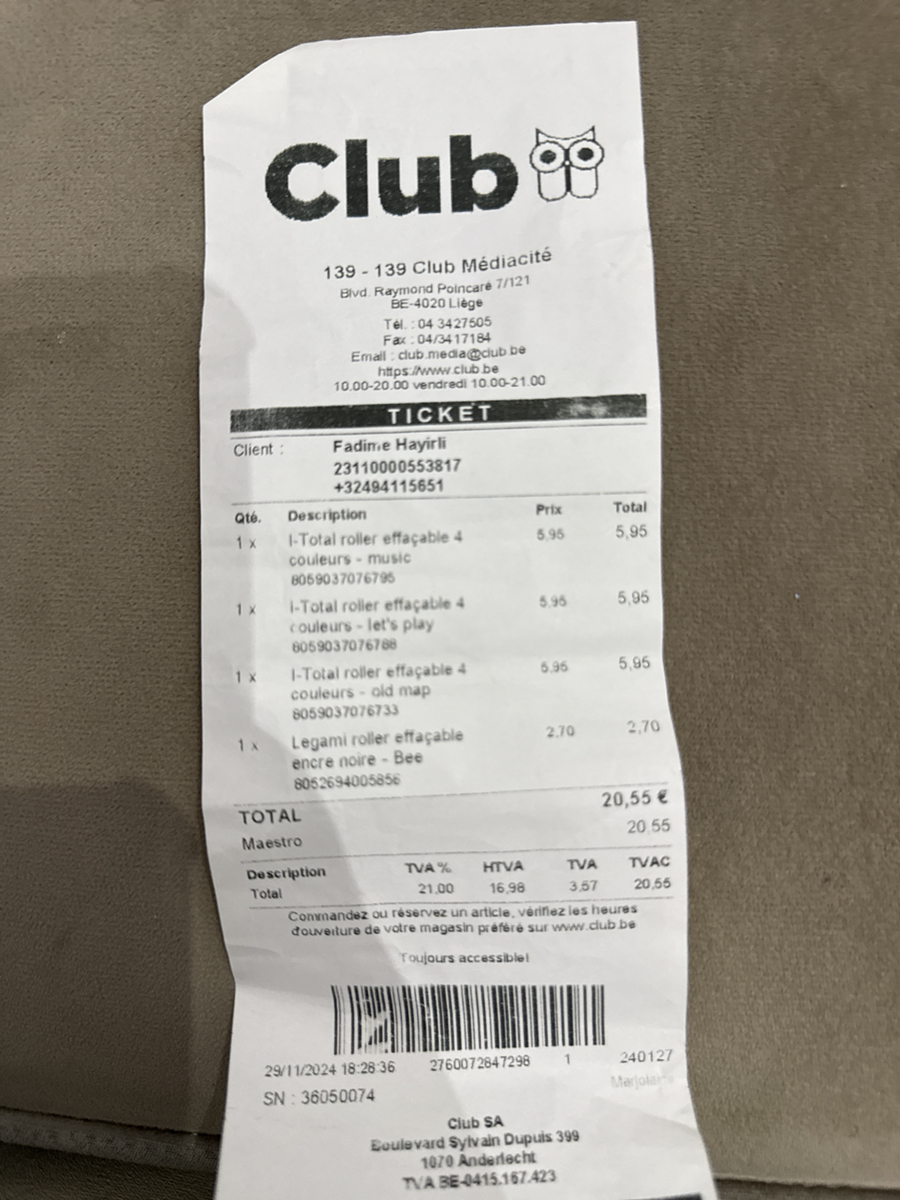 Club
139 - 139 Club Médiacité
Blvd. Raymond Poincaré 7/121
BE-4020 Liège
Tél. : 04 3427505
Fax : 04/3417184
Email : club.media@club.be
https://www.club.be
10.00-20.00 vendredi 10.00-21.00
TICKET
Client : Fadime Hayirli
23110000553817
+32494115651
Qté. Description Prix Total
1 x I-Total roller effaçable 4 5,95 5,95
couleurs - music
8059037076795
1 x I-Total roller effaçable 4 5,95 5,95
couleurs - let's play
8059037076788
1 x I-Total roller effaçable 4 5,95 5,95
couleurs - old map
8059037076733
1 x Legami roller effaçable 2,70 2,70
encre noire - Bee
8052694005856
TOTAL 20,55 €
Maestro 20,55
Description TVA % HTVA TVA TVAC
Total 21,00 16,98 3,57 20,55
Commandez ou réservez un article, vérifiez les heures
d'ouverture de votre magasin préféré sur www.club.be
Toujours accessible!
29/11/2024 18:28:36 2760072847298 1 240127
SN : 36050074
Club SA
Boulevard Sylvain Dupuis 399
1070 Anderlecht
TVA BE-0415.167.423